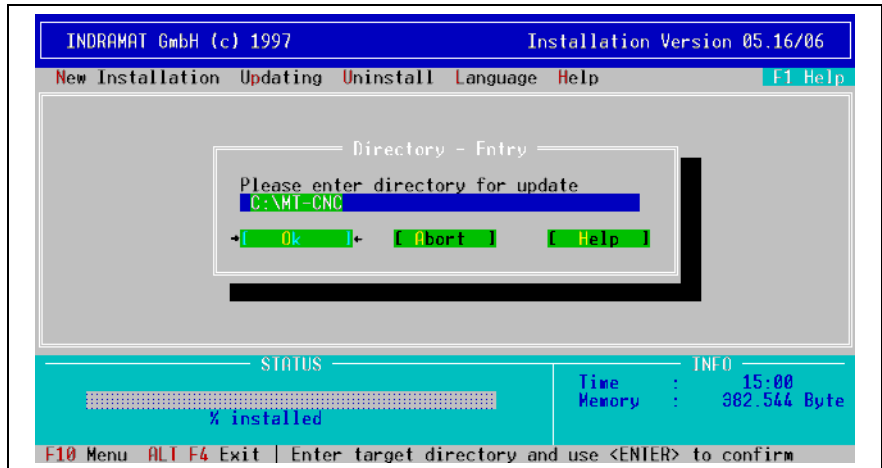 INDRAMAT GmbH (c) 1997 Installation Version 05.16/06
New Installation Updating Uninstall Language Help F1 Help
Directory - Entry
Please enter directory for update
C:\MT-CNC
[ Ok ] [ Abort ] [ Help ]
STATUS INFO
Time : 15:00
Memory : 382.544 Byte
% installed
F10 Menu ALT F4 Exit | Enter target directory and use <ENTER> to confirm